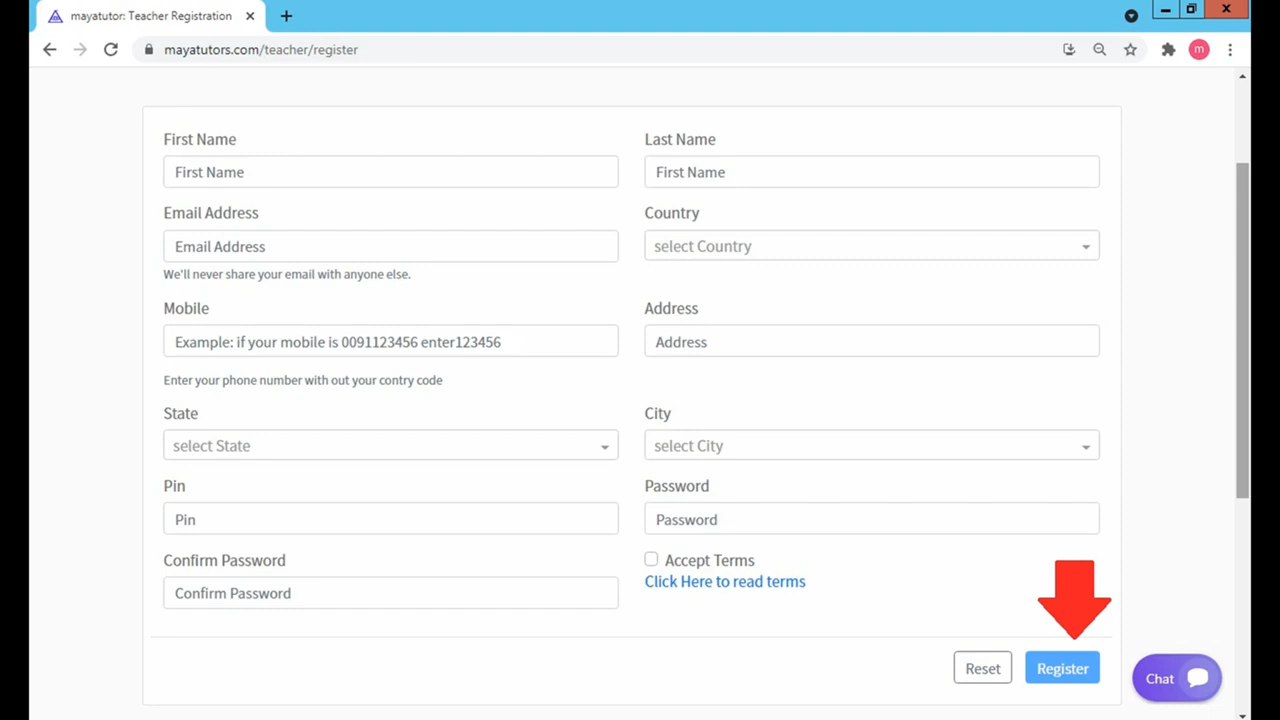 mayatutor: Teacher Registration
mayatutors.com/teacher/register
m
First Name Last Name
First Name First Name
Email Address Country
Email Address select Country
We'll never share your email with anyone else.
Mobile Address
Example: if your mobile is 0091123456 enter123456 Address
Enter your phone number with out your contry code
State City
select State select City
Pin Password
Pin Password
Confirm Password Accept Terms
Click Here to read terms
Confirm Password
Reset Register
Chat